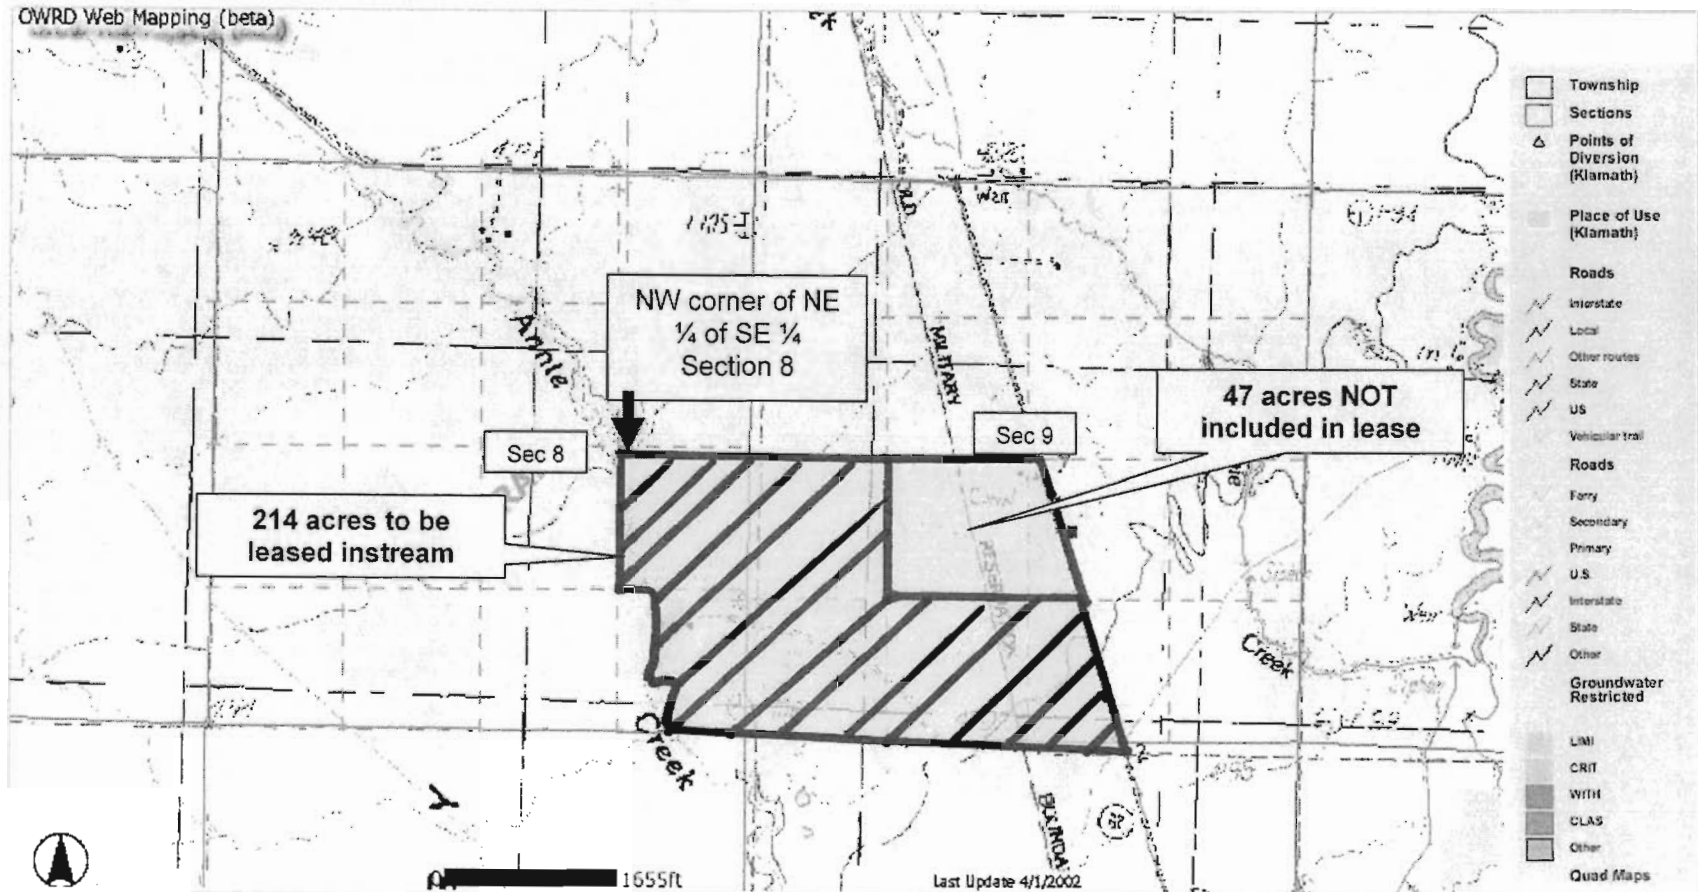 OWRD Web Mapping (beta)
R.D
NW corner of NE
¼ of SE ¼
Section 8
Annie
MILITARY
47 acres NOT
included in lease
Sec 8
Sec 9
214 acres to be
leased instream
Creek
Creek
1655ft
Last Update 4/1/2002
Township
Sections
Points of
Diversion
(Klamath)
Place of Use
(Klamath)
Roads
Interstate
Local
Other routes
State
US
Vehicular trail
Roads
Ferry
Secondary
Primary
U.S.
Interstate
State
Other
Groundwater
Restricted
LIMI
CRIT
WITH
CLAS
Other
Quad Maps